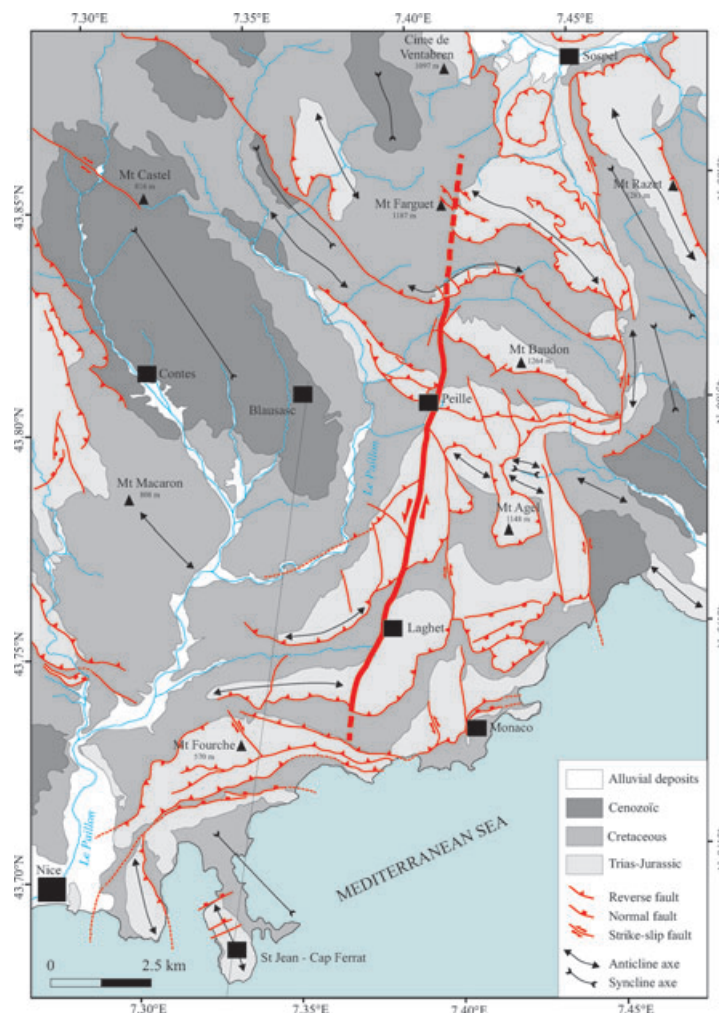 7.30°E
7.35°E
7.40°E
7.45°E
Cime de
Ventabren
1097 m
Sospel
Mt Castel
Mt Razet
Mt Farguet
43.85°N
Le Paillon
Mt Baudon
1264 m
Contes
Blausasc
Peille
43.80°N
Le Paillon
Mt Macaron
Mt Agel
1148 m
Laghet
43.75°N
Mt Fourche
Monaco
Le Paillon
MEDITERRANEAN SEA
43.70°N
Nice
St Jean - Cap Ferrat
0
2.5 km
Alluvial deposits
Cenozoïc
Cretaceous
Trias-Jurassic
Reverse fault
Normal fault
Strike-slip fault
Anticline axe
Syncline axe
7.30°E
7.35°E
7.40°E
7.45°E